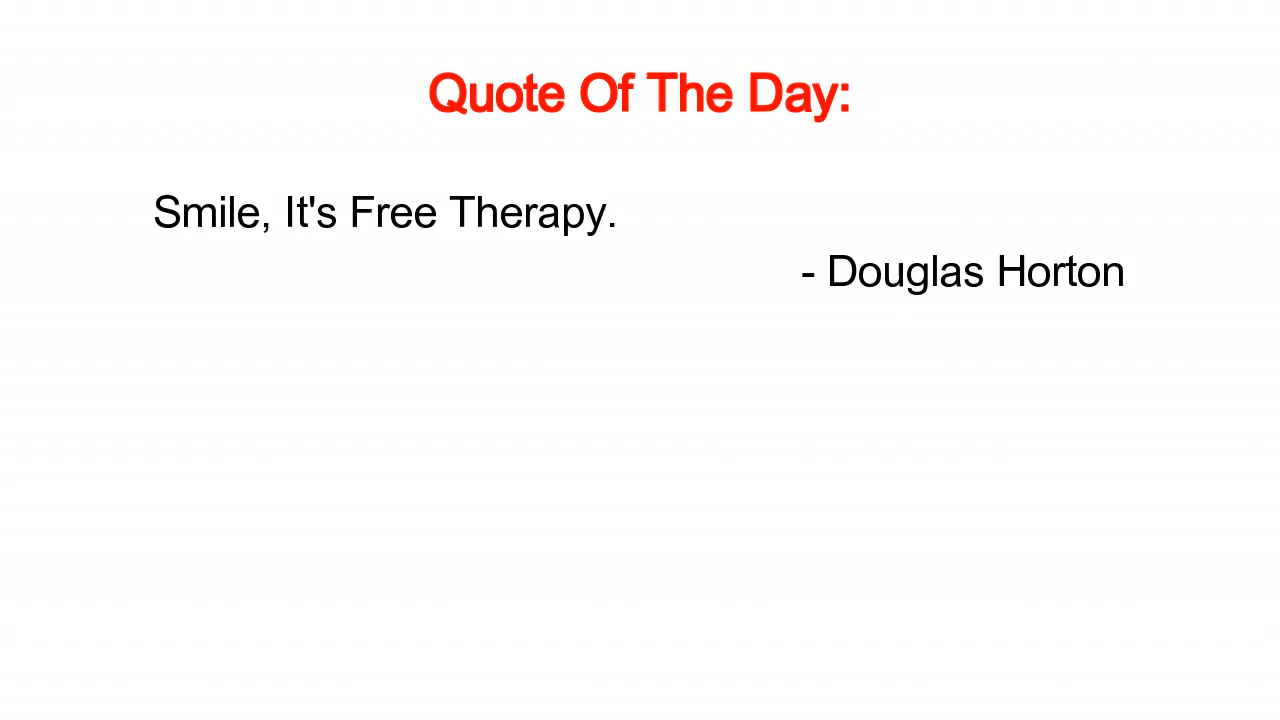 Quote Of The Day:
Smile, It's Free Therapy.
- Douglas Horton